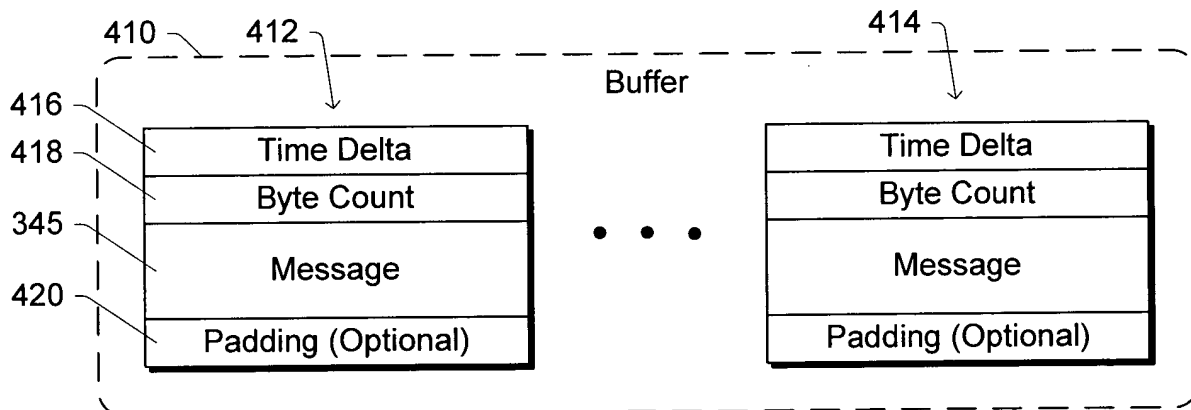 410
412
414
Buffer
416
Time Delta
Time Delta
418
Byte Count
Byte Count
345
Message
Message
420
Padding (Optional)
Padding (Optional)